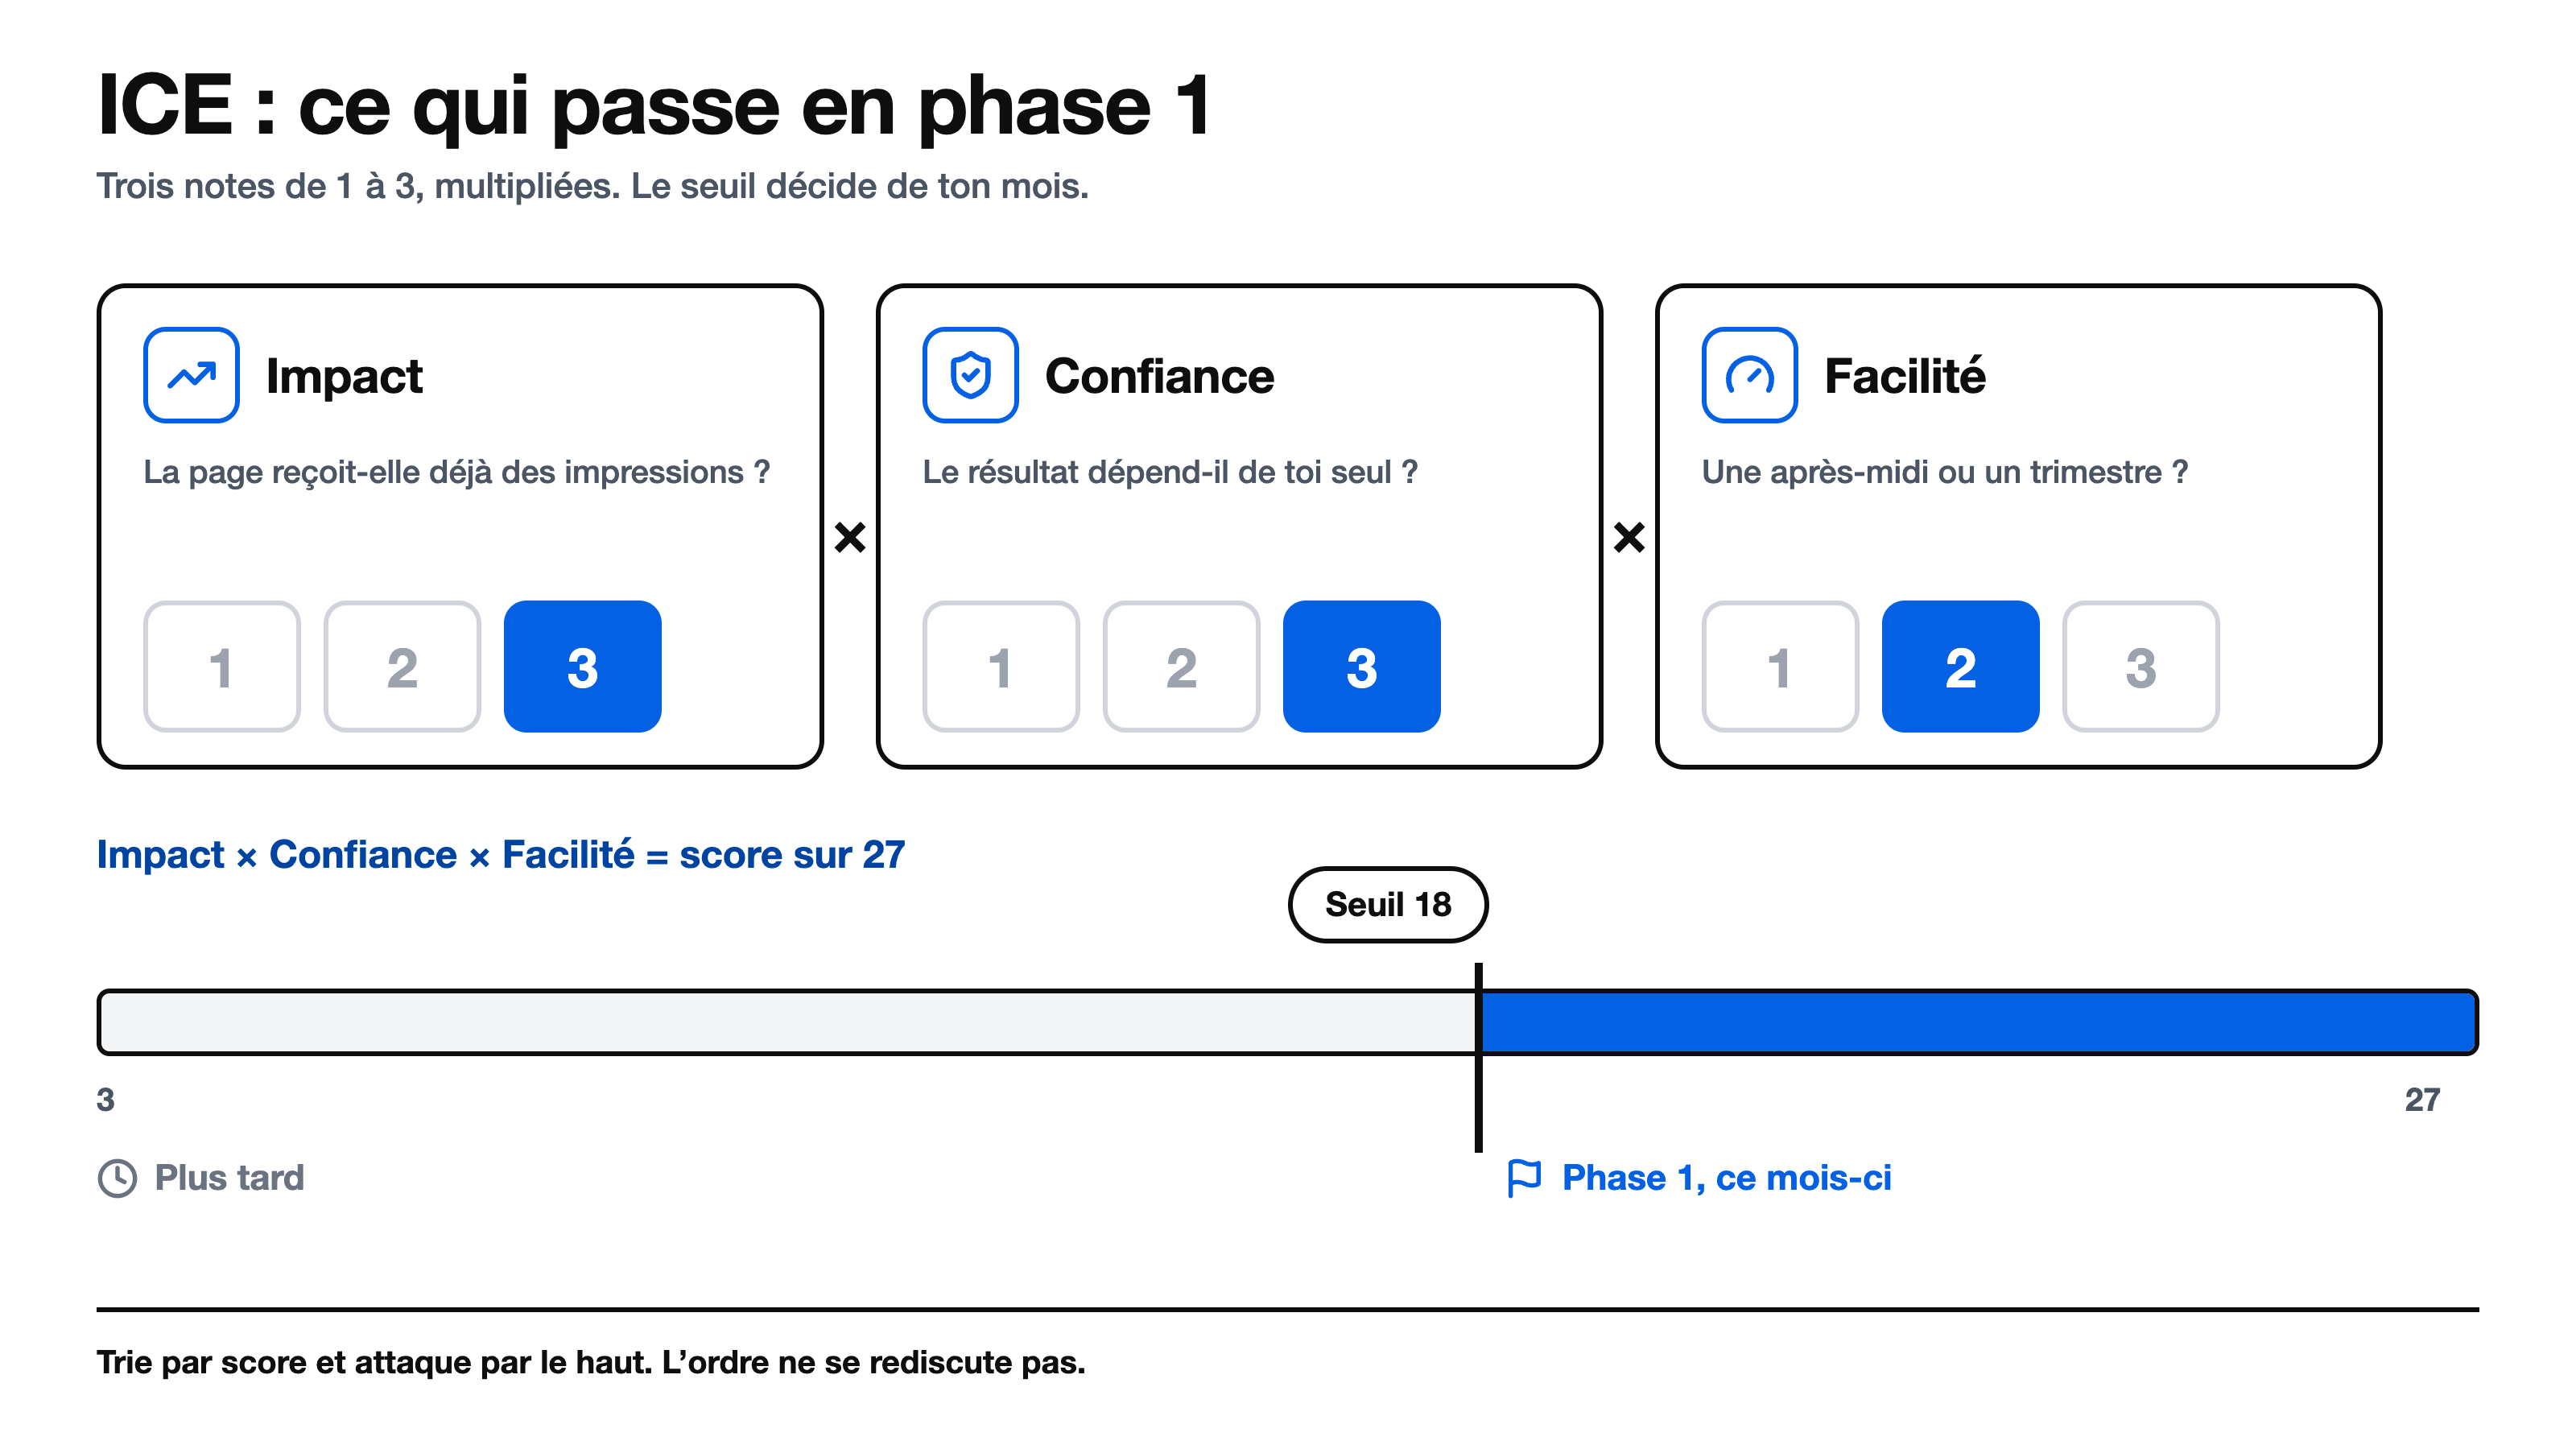 ICE : ce qui passe en phase 1
Trois notes de 1 à 3, multipliées. Le seuil décide de ton mois.
Impact
La page reçoit-elle déjà des impressions ?
1 2 3
×
Confiance
Le résultat dépend-il de toi seul ?
1 2 3
×
Facilité
Une après-midi ou un trimestre ?
1 2 3
Impact × Confiance × Facilité = score sur 27
Seuil 18
3
27
Plus tard
Phase 1, ce mois-ci
Trie par score et attaque par le haut. L’ordre ne se rediscute pas.